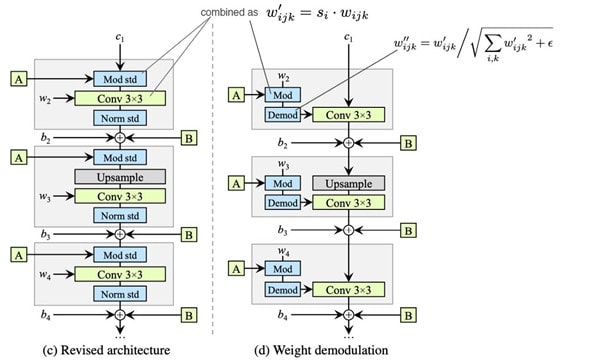 combined as w′ijk = si · wijk
w″ijk = w′ijk / √ ∑i,k w′ijk² + ϵ
c1
A
Mod std
w2
Conv 3×3
Norm std
b2
B
A
Mod std
Upsample
w3
Conv 3×3
Norm std
b3
B
A
Mod std
w4
Conv 3×3
Norm std
b4
B
...
(c) Revised architecture
c1
w2
A
Mod
Demod
Conv 3×3
b2
B
w3
A
Mod
Upsample
Demod
Conv 3×3
b3
B
w4
A
Mod
Demod
Conv 3×3
b4
B
...
(d) Weight demodulation